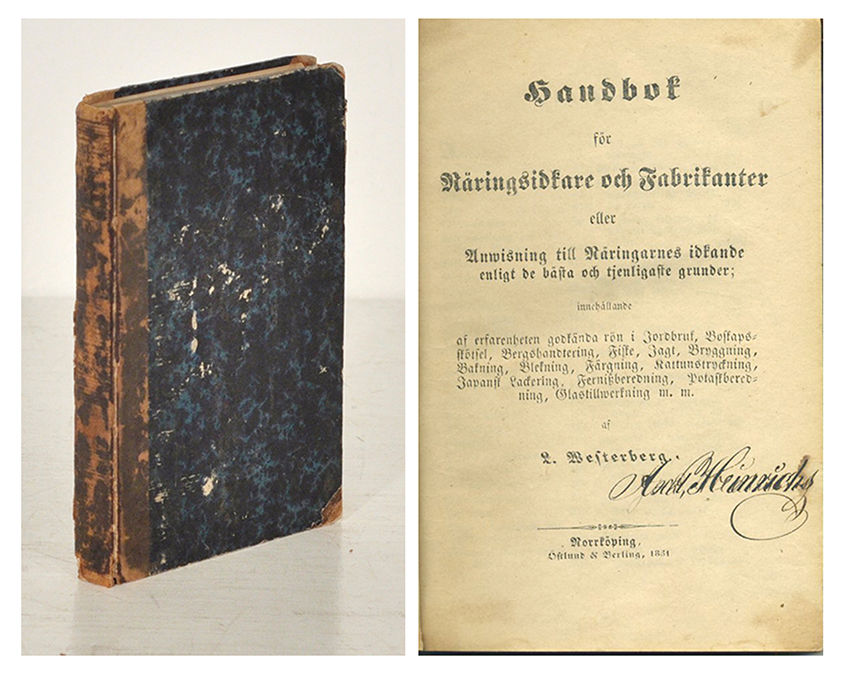 Handbok
för
Näringsidkare och Fabrikanter
eller
Anwisning till Näringarnes idkande
enligt de bästa och tjenligaste grunder;
innehållande
af erfarenheten godkända rön i Jordbruk, Boskaps-
skötsel, Bergshandtering, Fiske, Jagt, Bryggning,
Bakning, Blekning, Färgning, Kattunstryckning,
Japansk Lackering, Fernißberedning, Potaskbered-
ning, Glastillwerkning m. m.
af
L. Westerberg.
Heinrichs
Norrköping,
Östlund & Berling, 1851